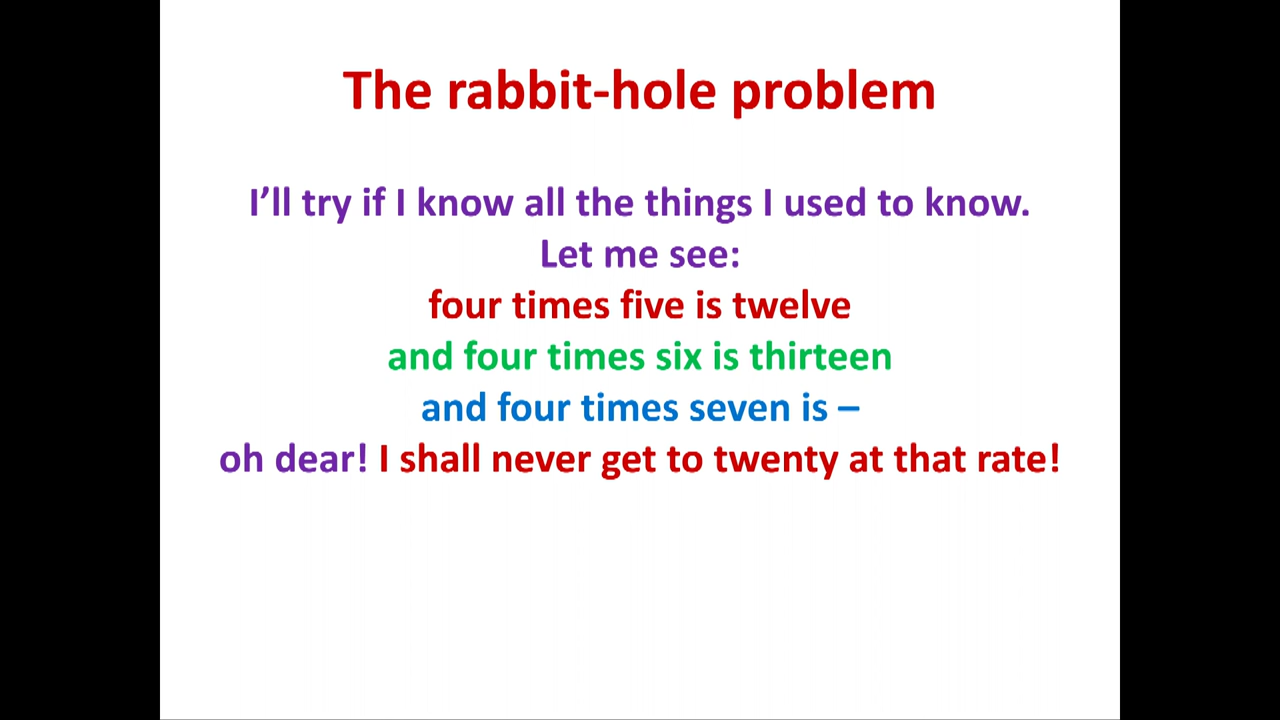 The rabbit-hole problem
I’ll try if I know all the things I used to know.
Let me see:
four times five is twelve
and four times six is thirteen
and four times seven is –
oh dear! I shall never get to twenty at that rate!